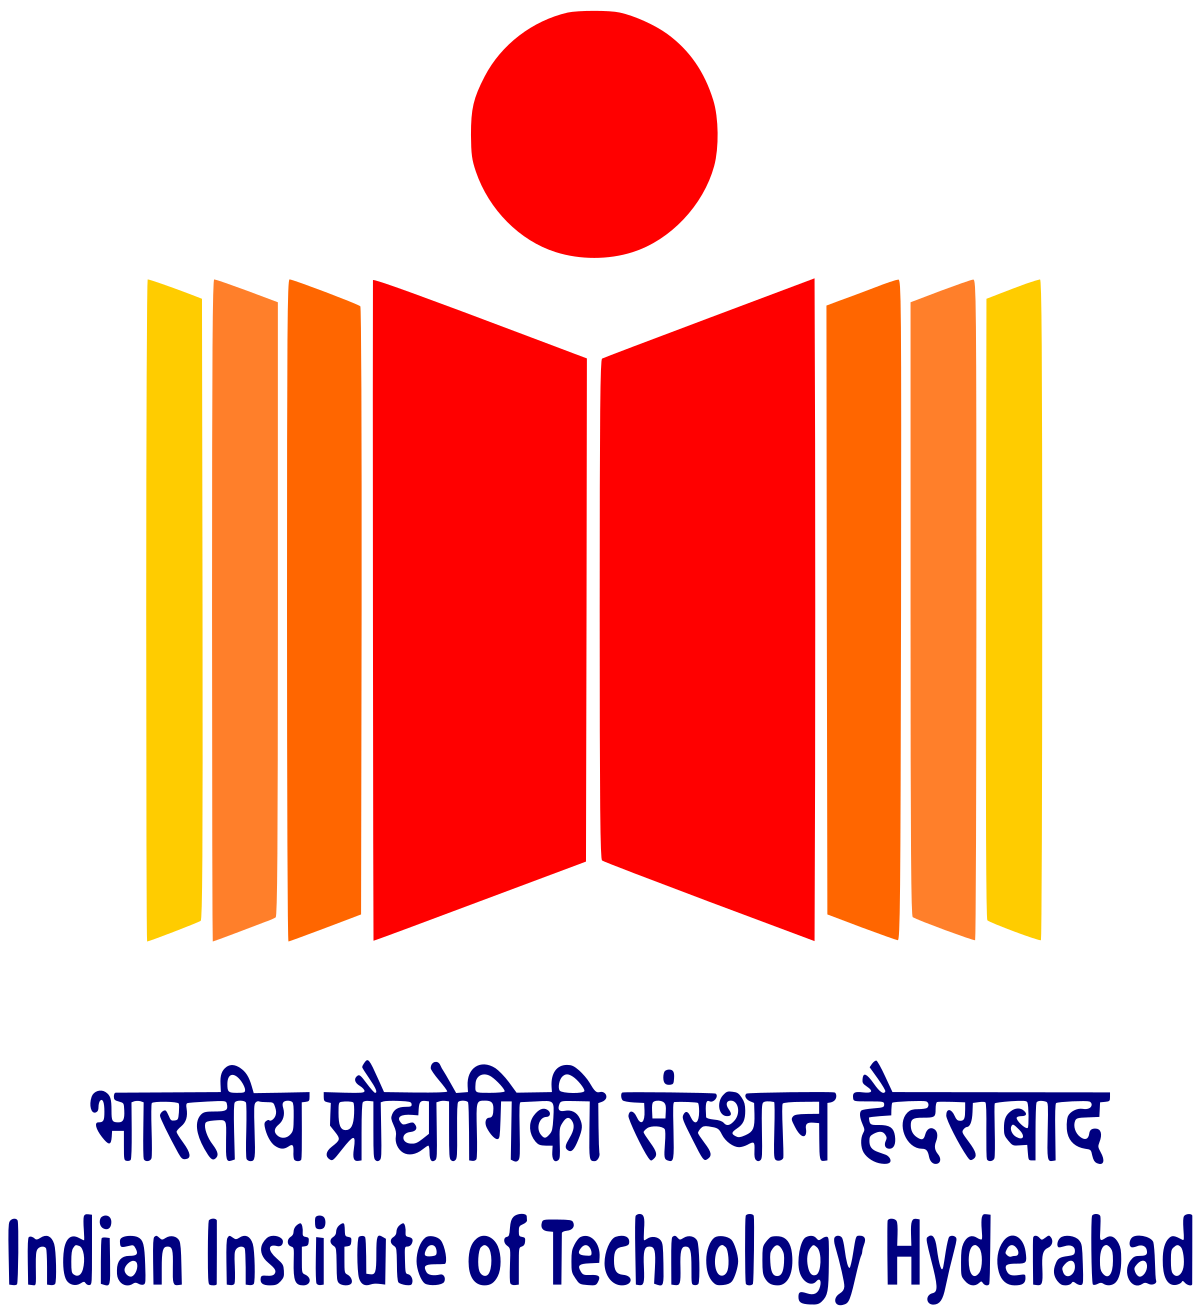 भारतीय प्रौद्योगिकी संस्थान हैदराबाद
Indian Institute of Technology Hyderabad